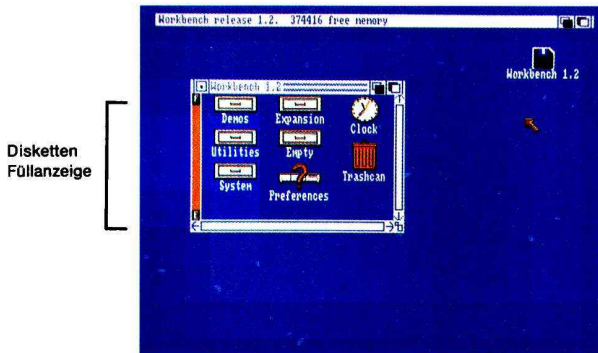 Workbench release 1.2. 374416 free memory
Workbench 1.2
Workbench 1.2
Demos Expansion Clock
Utilities Empty Trashcan
System Preferences
Disketten
Füllanzeige
F
E